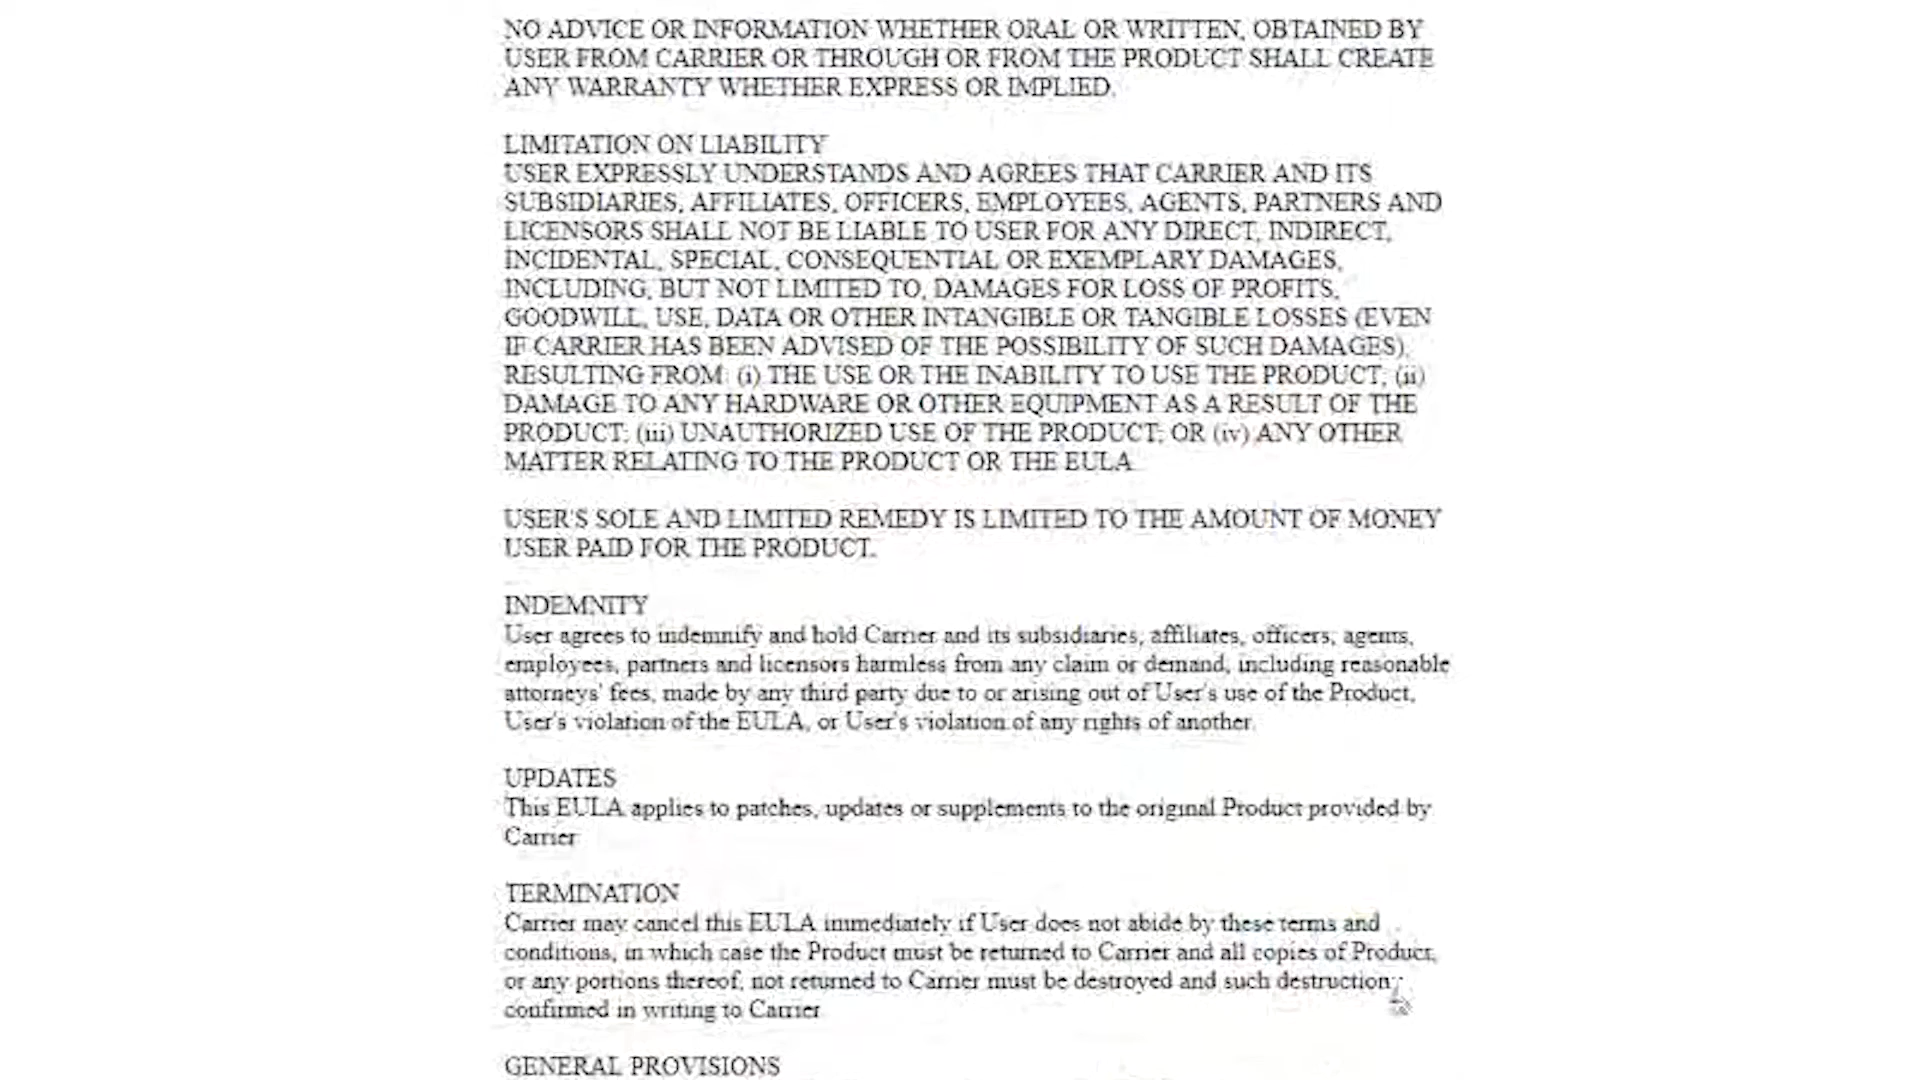 NO ADVICE OR INFORMATION WHETHER ORAL OR WRITTEN, OBTAINED BY
USER FROM CARRIER OR THROUGH OR FROM THE PRODUCT SHALL CREATE
ANY WARRANTY WHETHER EXPRESS OR IMPLIED.
LIMITATION ON LIABILITY
USER EXPRESSLY UNDERSTANDS AND AGREES THAT CARRIER AND ITS
SUBSIDIARIES, AFFILIATES, OFFICERS, EMPLOYEES, AGENTS, PARTNERS AND
LICENSORS SHALL NOT BE LIABLE TO USER FOR ANY DIRECT, INDIRECT,
INCIDENTAL, SPECIAL, CONSEQUENTIAL OR EXEMPLARY DAMAGES,
INCLUDING, BUT NOT LIMITED TO, DAMAGES FOR LOSS OF PROFITS,
GOODWILL, USE, DATA OR OTHER INTANGIBLE OR TANGIBLE LOSSES (EVEN
IF CARRIER HAS BEEN ADVISED OF THE POSSIBILITY OF SUCH DAMAGES),
RESULTING FROM: (i) THE USE OR THE INABILITY TO USE THE PRODUCT; (ii)
DAMAGE TO ANY HARDWARE OR OTHER EQUIPMENT AS A RESULT OF THE
PRODUCT; (iii) UNAUTHORIZED USE OF THE PRODUCT; OR (iv) ANY OTHER
MATTER RELATING TO THE PRODUCT OR THE EULA.
USER'S SOLE AND LIMITED REMEDY IS LIMITED TO THE AMOUNT OF MONEY
USER PAID FOR THE PRODUCT.
INDEMNITY
User agrees to indemnify and hold Carrier and its subsidiaries, affiliates, officers, agents,
employees, partners and licensors harmless from any claim or demand, including reasonable
attorneys' fees, made by any third party due to or arising out of User's use of the Product,
User's violation of the EULA, or User's violation of any rights of another.
UPDATES
This EULA applies to patches, updates or supplements to the original Product provided by
Carrier
TERMINATION
Carrier may cancel this EULA immediately if User does not abide by these terms and
conditions, in which case the Product must be returned to Carrier and all copies of Product,
or any portions thereof, not returned to Carrier must be destroyed and such destruction
confirmed in writing to Carrier
GENERAL PROVISIONS